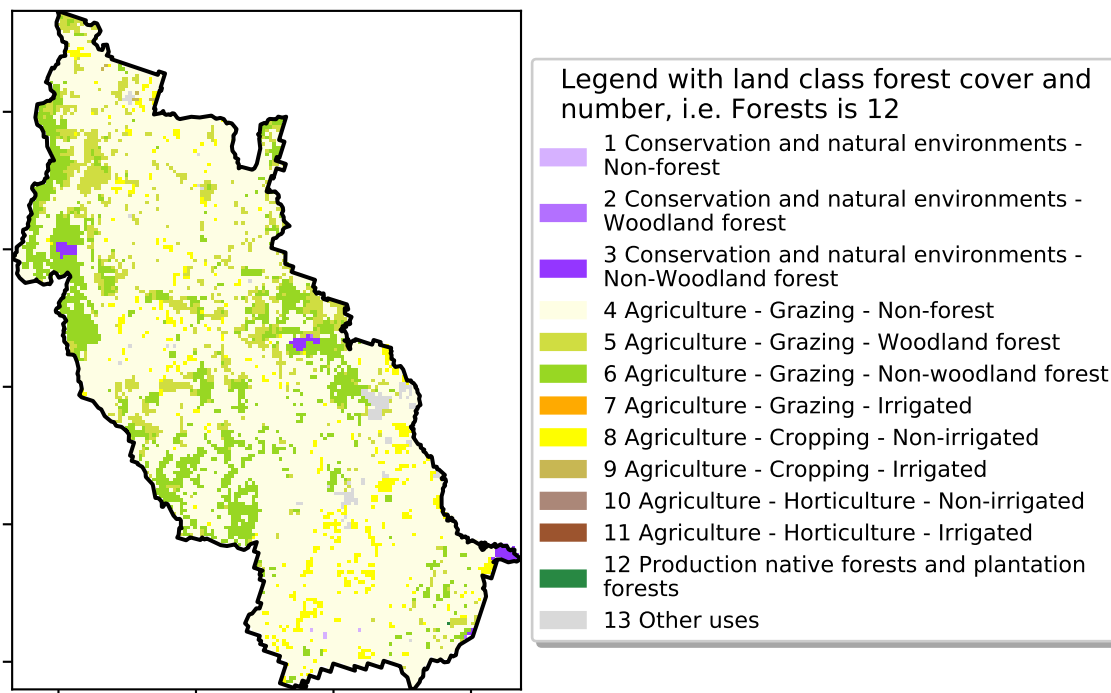 Legend with land class forest cover and
number, i.e. Forests is 12
1 Conservation and natural environments -
Non-forest
2 Conservation and natural environments -
Woodland forest
3 Conservation and natural environments -
Non-Woodland forest
4 Agriculture - Grazing - Non-forest
5 Agriculture - Grazing - Woodland forest
6 Agriculture - Grazing - Non-woodland forest
7 Agriculture - Grazing - Irrigated
8 Agriculture - Cropping - Non-irrigated
9 Agriculture - Cropping - Irrigated
10 Agriculture - Horticulture - Non-irrigated
11 Agriculture - Horticulture - Irrigated
12 Production native forests and plantation
forests
13 Other uses